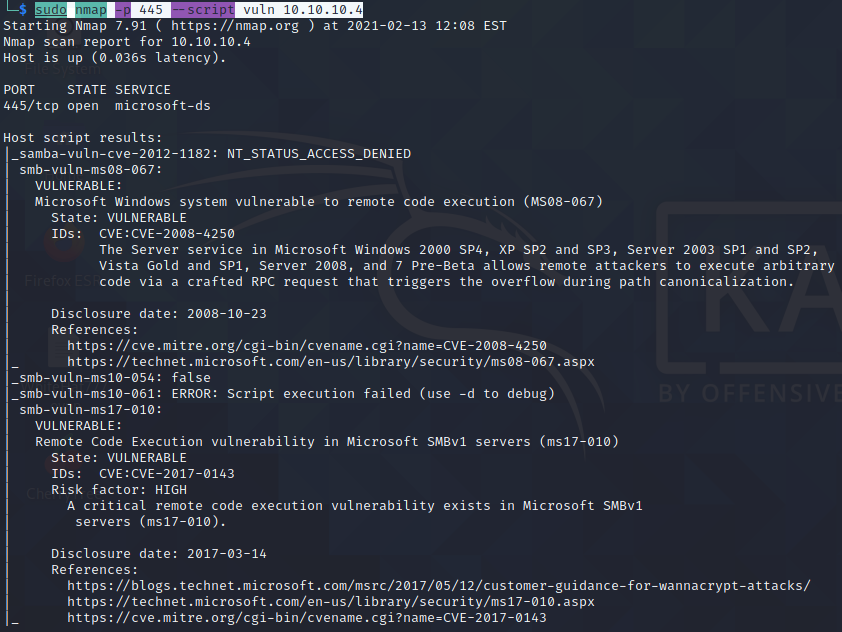 └─$ sudo nmap -p 445 --script vuln 10.10.10.4
Starting Nmap 7.91 ( https://nmap.org ) at 2021-02-13 12:08 EST
Nmap scan report for 10.10.10.4
Host is up (0.036s latency).

PORT    STATE SERVICE
445/tcp open  microsoft-ds

Host script results:
|_samba-vuln-cve-2012-1182: NT_STATUS_ACCESS_DENIED
| smb-vuln-ms08-067:
|   VULNERABLE:
|   Microsoft Windows system vulnerable to remote code execution (MS08-067)
|     State: VULNERABLE
|     IDs:  CVE:CVE-2008-4250
|           The Server service in Microsoft Windows 2000 SP4, XP SP2 and SP3, Server 2003 SP1 and SP2,
|           Vista Gold and SP1, Server 2008, and 7 Pre-Beta allows remote attackers to execute arbitrary
|           code via a crafted RPC request that triggers the overflow during path canonicalization.
|
|     Disclosure date: 2008-10-23
|     References:
|       https://cve.mitre.org/cgi-bin/cvename.cgi?name=CVE-2008-4250
|_      https://technet.microsoft.com/en-us/library/security/ms08-067.aspx
|_smb-vuln-ms10-054: false
|_smb-vuln-ms10-061: ERROR: Script execution failed (use -d to debug)
| smb-vuln-ms17-010:
|   VULNERABLE:
|   Remote Code Execution vulnerability in Microsoft SMBv1 servers (ms17-010)
|     State: VULNERABLE
|     IDs:  CVE:CVE-2017-0143
|     Risk factor: HIGH
|       A critical remote code execution vulnerability exists in Microsoft SMBv1
|        servers (ms17-010).
|
|     Disclosure date: 2017-03-14
|     References:
|       https://blogs.technet.microsoft.com/msrc/2017/05/12/customer-guidance-for-wannacrypt-attacks/
|       https://technet.microsoft.com/en-us/library/security/ms17-010.aspx
|_      https://cve.mitre.org/cgi-bin/cvename.cgi?name=CVE-2017-0143
Firefox ES
KA
BY OFFENSIVE